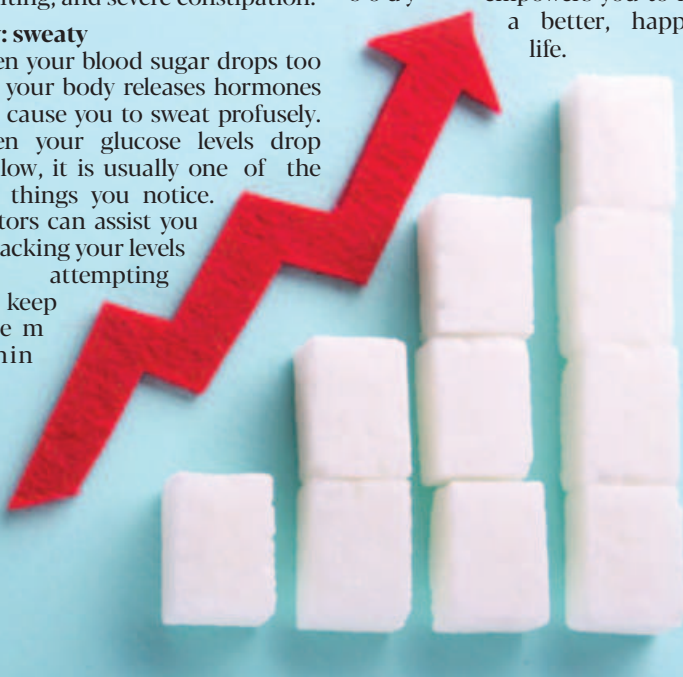 iting, and severe constipation.
: sweaty
en your blood sugar drops too
your body releases hormones
cause you to sweat profusely.
en your glucose levels drop
low, it is usually one of the
things you notice.
tors can assist you
acking your levels
attempting
keep
e m
hin
body
a better, happ
life.